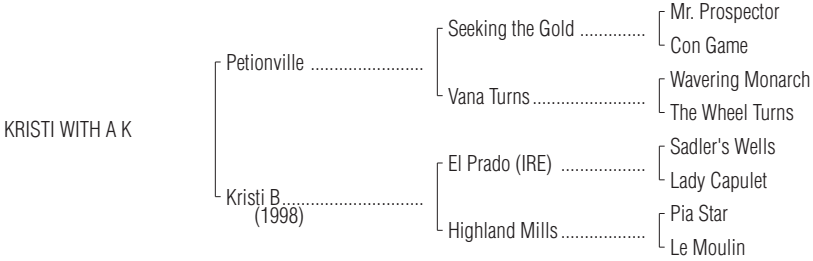 Mr. Prospector
Seeking the Gold ..............
Con Game
Petionville ........................
Wavering Monarch
Vana Turns ........................
The Wheel Turns
KRISTI WITH A K
Sadler's Wells
El Prado (IRE) ..................
Lady Capulet
Kristi B..............................
(1998)
Pia Star
Highland Mills ..................
Le Moulin